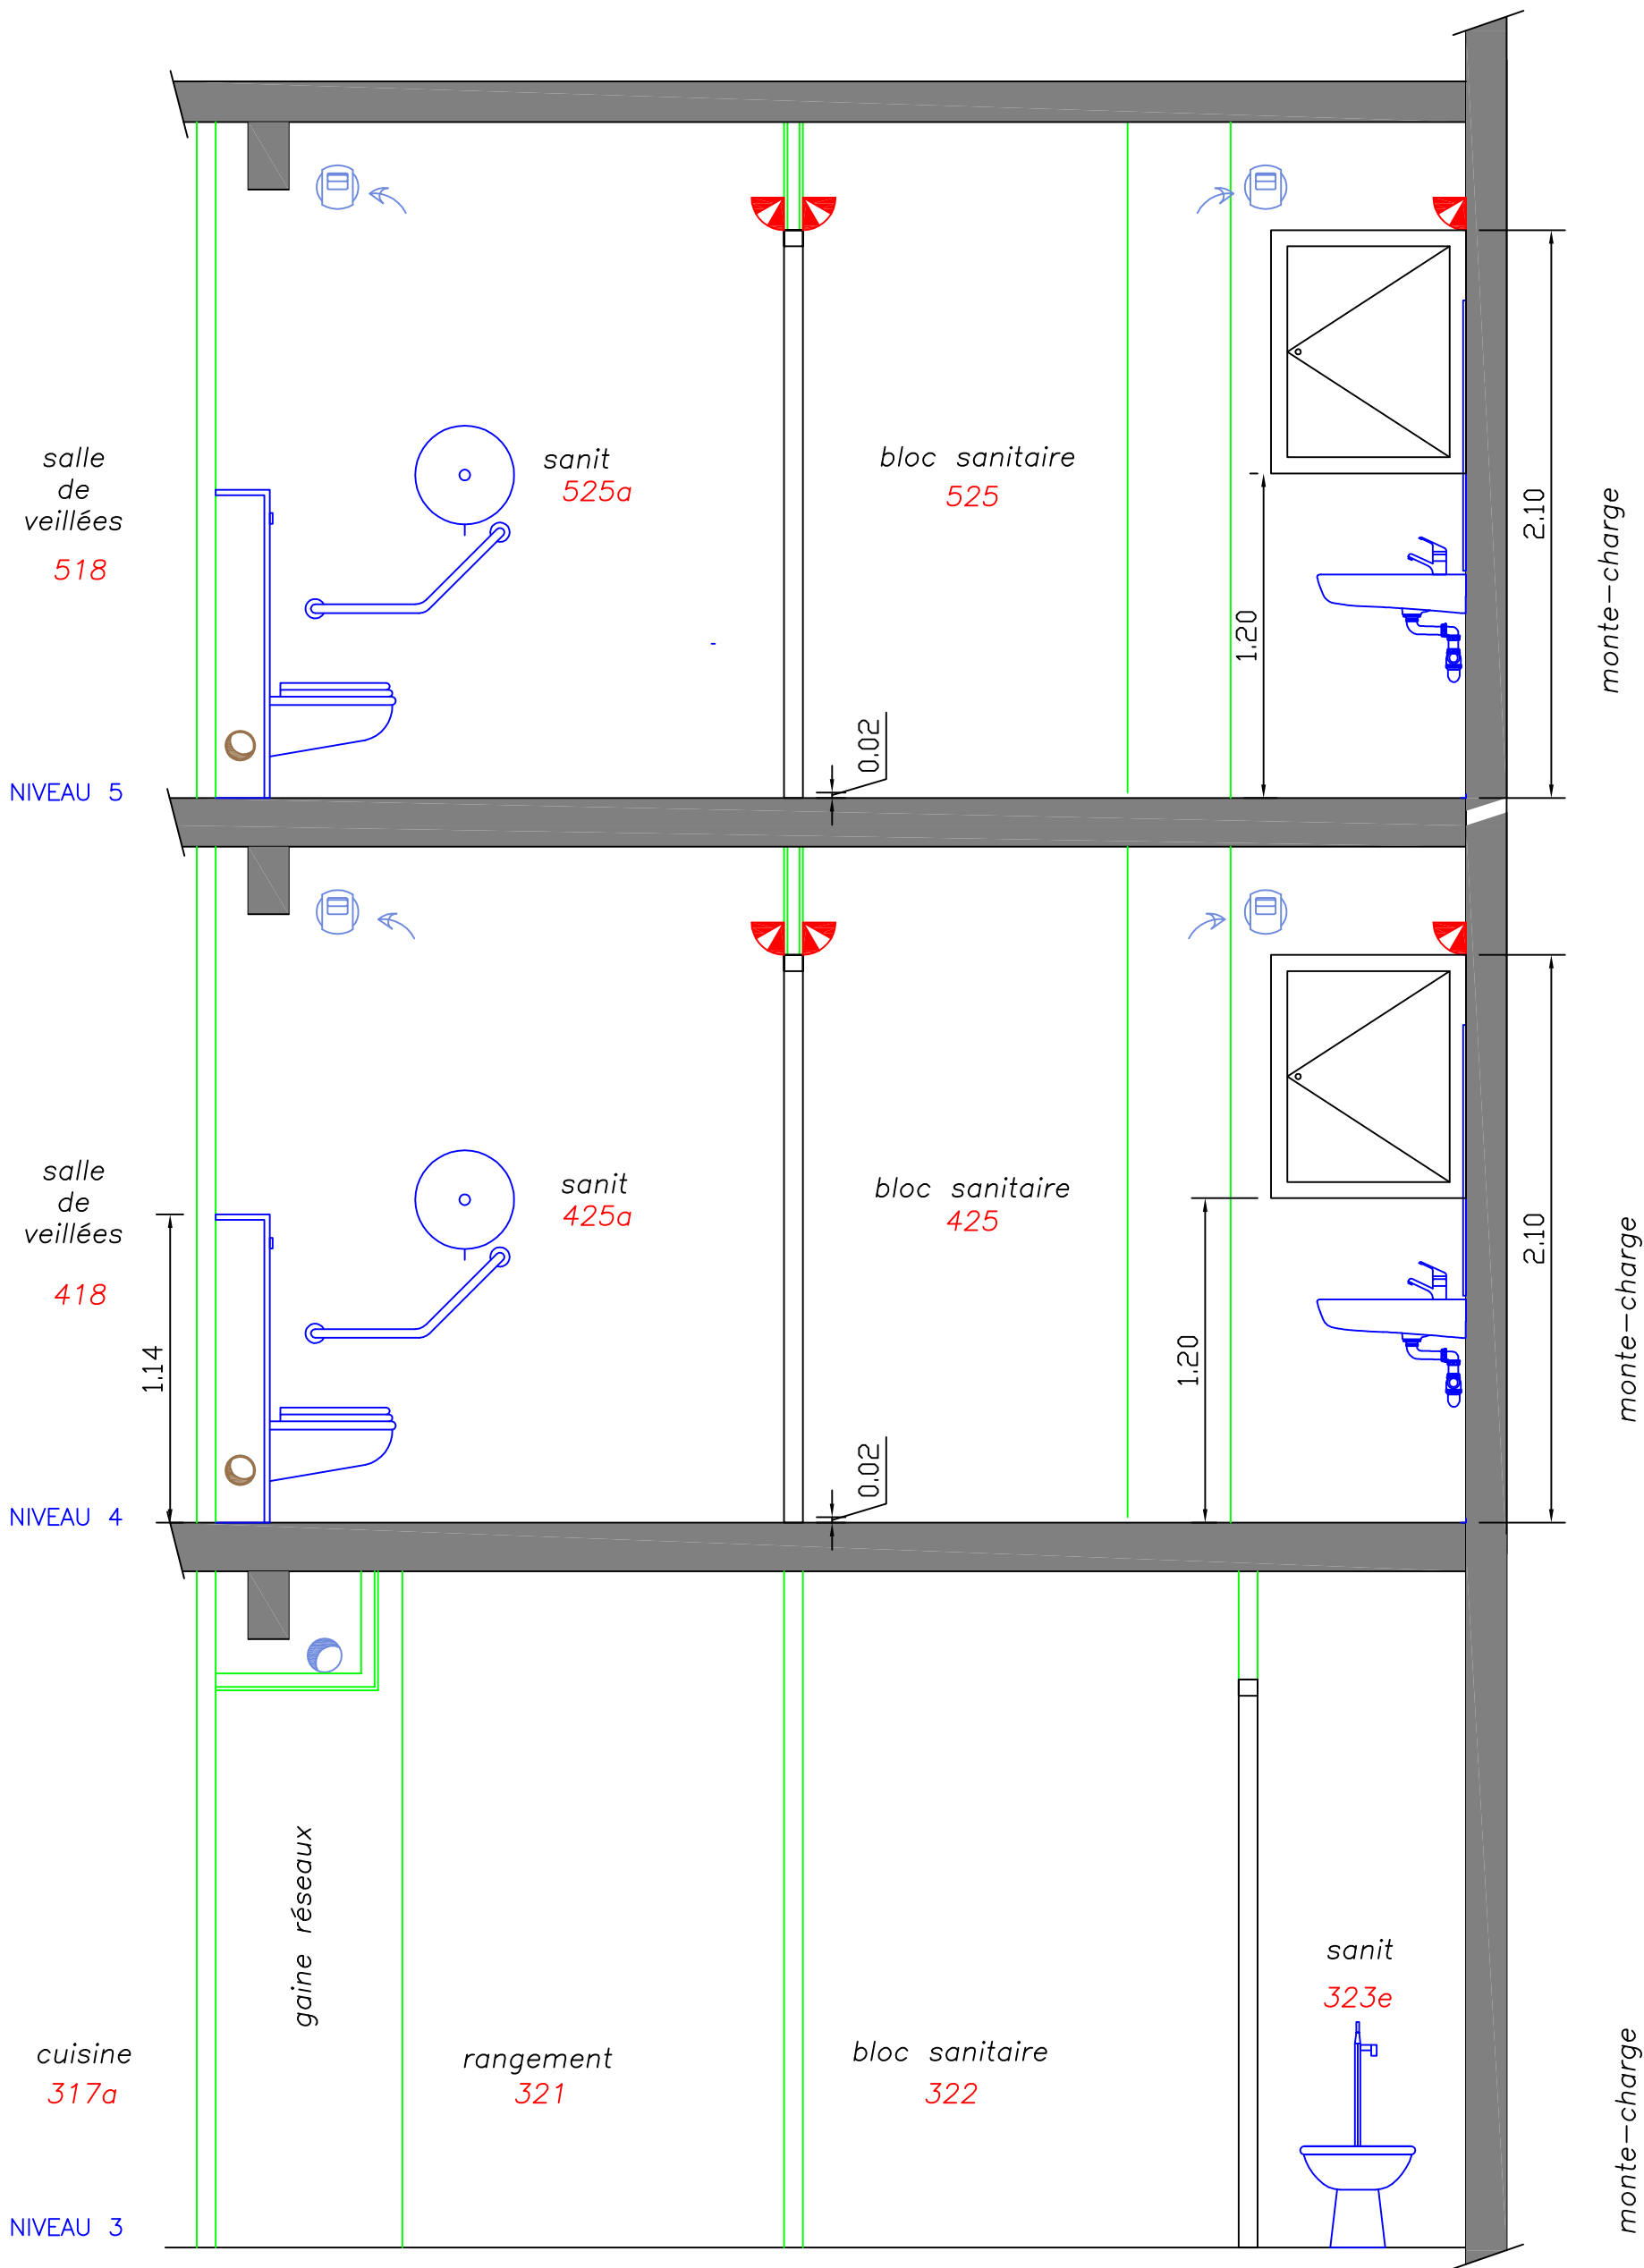 salle
de
veillées
518
sanit
525a
bloc sanitaire
525
1.20
2.10
monte-charge
0.02
NIVEAU 5
salle
de
veillées
418
1.14
sanit
425a
bloc sanitaire
425
1.20
2.10
monte-charge
0.02
NIVEAU 4
gaine réseaux
cuisine
317a
rangement
321
bloc sanitaire
322
sanit
323e
monte-charge
NIVEAU 3